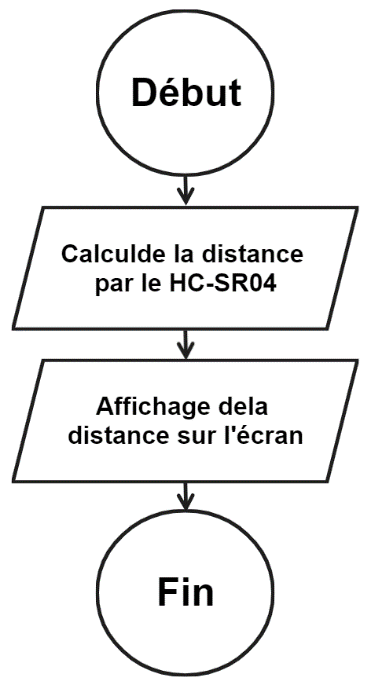 Début
Calculde la distance
par le HC-SR04
Affichage dela
distance sur l'écran
Fin